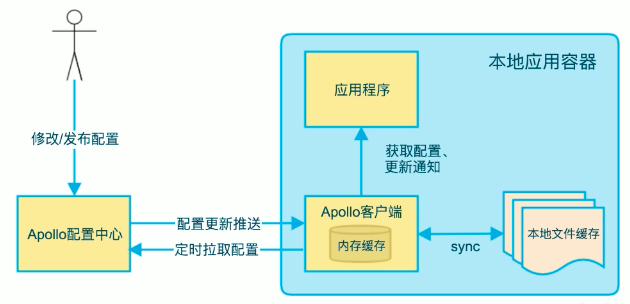 本地应用容器
应用程序
修改/发布配置
获取配置、
更新通知
Apollo配置中心
配置更新推送
定时拉取配置
Apollo客户端
内存缓存
sync
本地文件缓存